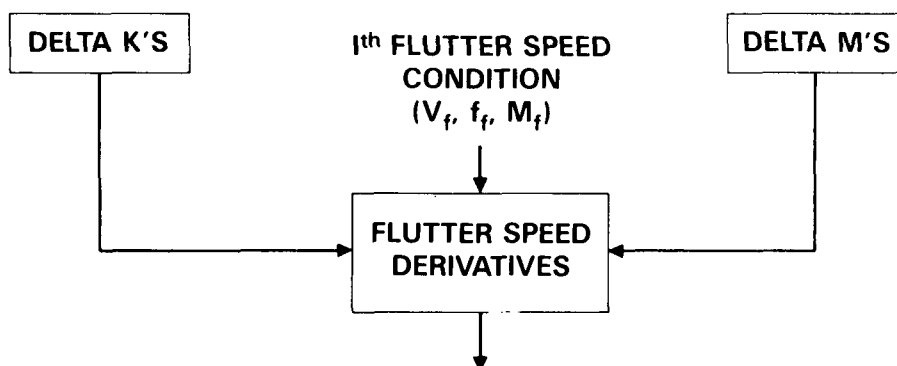 DELTA K'S
Ith FLUTTER SPEED
CONDITION
(Vf, ff, Mf)
DELTA M'S
FLUTTER SPEED
DERIVATIVES